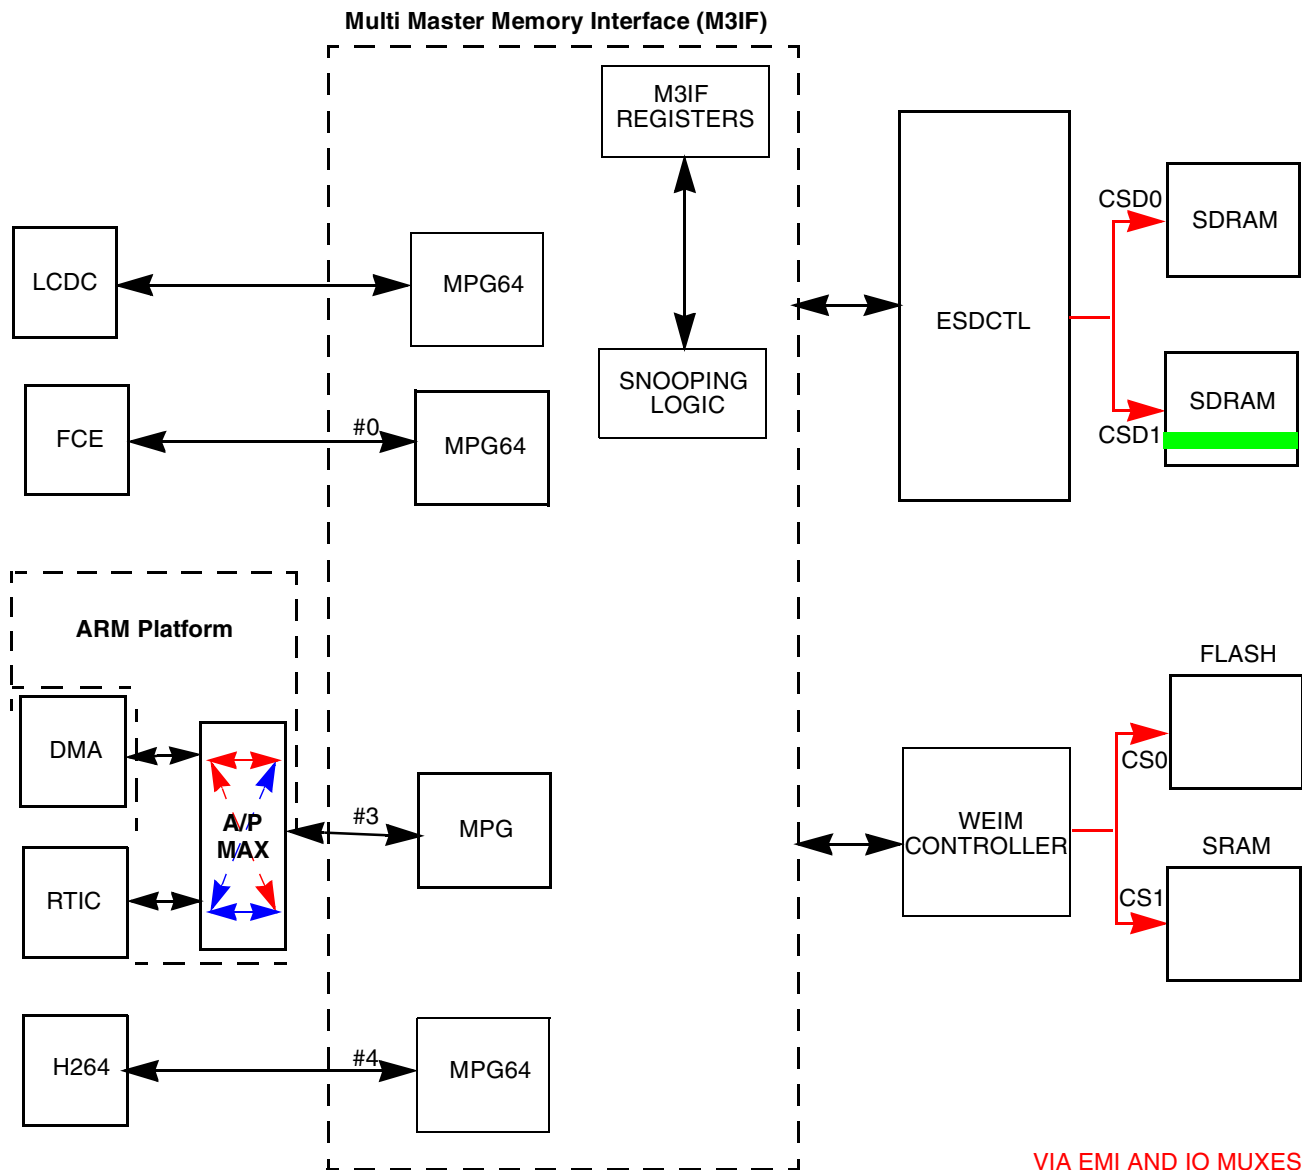 Multi Master Memory Interface (M3IF)
M3IF
REGISTERS
LCDC
MPG64
SNOOPING
LOGIC
FCE
#0
MPG64
ESDCTL
CSD0
SDRAM
SDRAM
CSD1
ARM Platform
DMA
A/P
MAX
RTIC
#3
MPG
WEIM
CONTROLLER
FLASH
CS0
SRAM
CS1
H264
#4
MPG64
VIA EMI AND IO MUXES